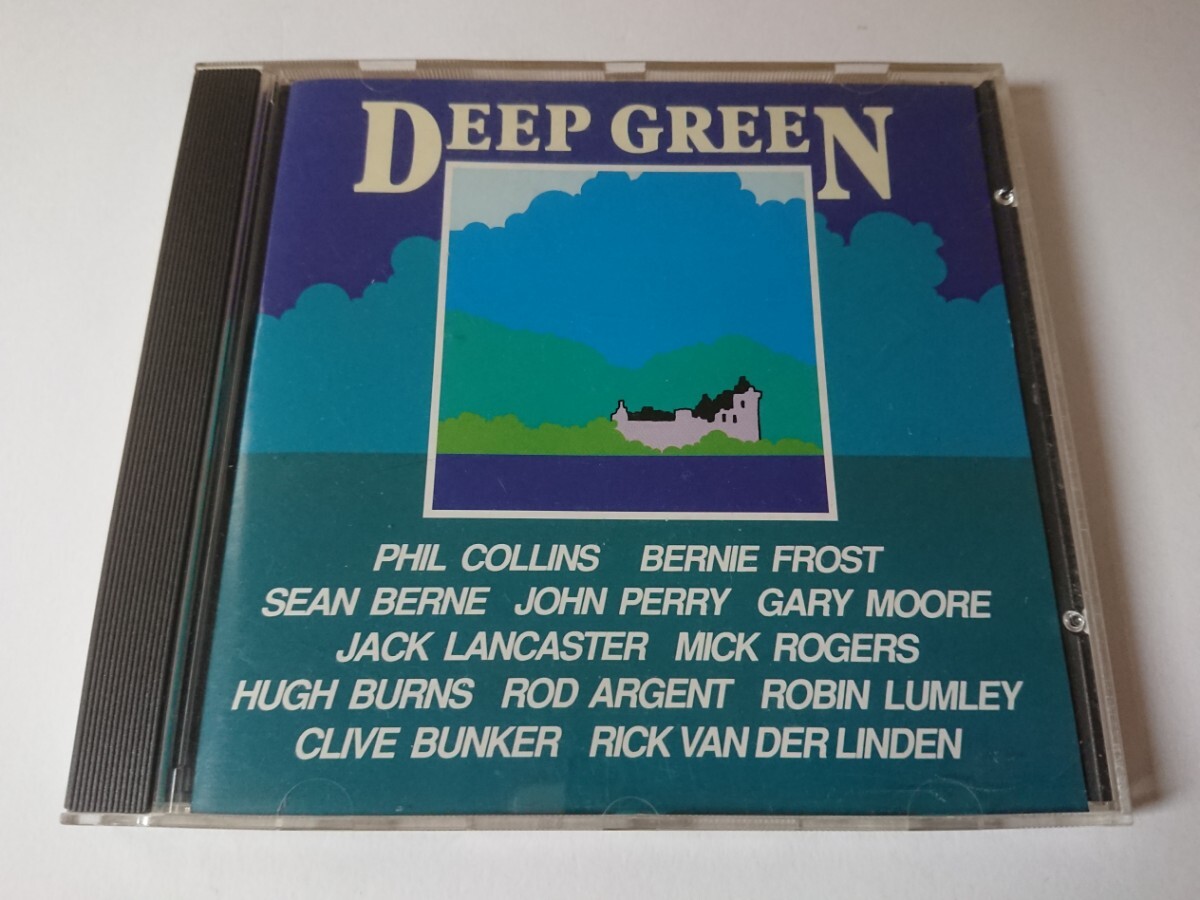 DEEP GREEN
PHIL COLLINS BERNIE FROST
SEAN BERNE JOHN PERRY GARY MOORE
JACK LANCASTER MICK ROGERS
HUGH BURNS ROD ARGENT ROBIN LUMLEY
CLIVE BUNKER RICK VAN DER LINDEN